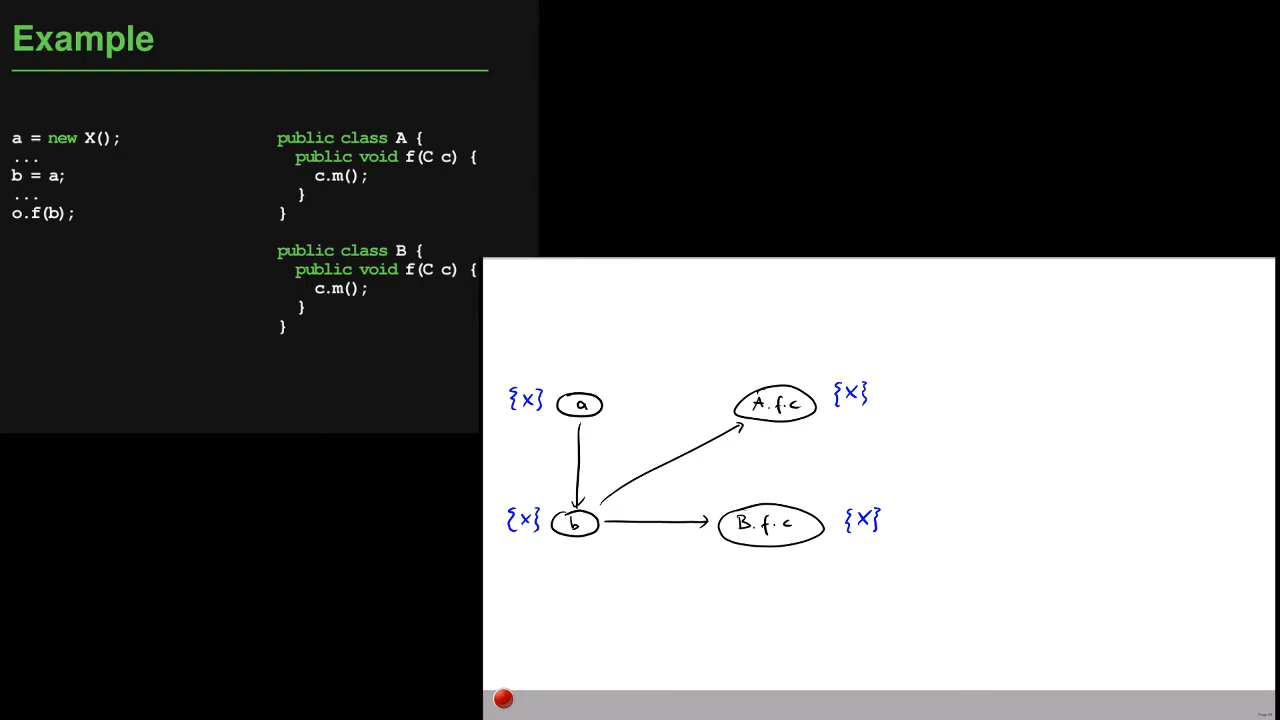 Example
a = new X();
...
b = a;
...
o.f(b);
public class A {
  public void f(C c) {
    c.m();
  }
}
public class B {
  public void f(C c) {
    c.m();
  }
}
{X} a A.f.c {X}
{X} b B.f.c {X}